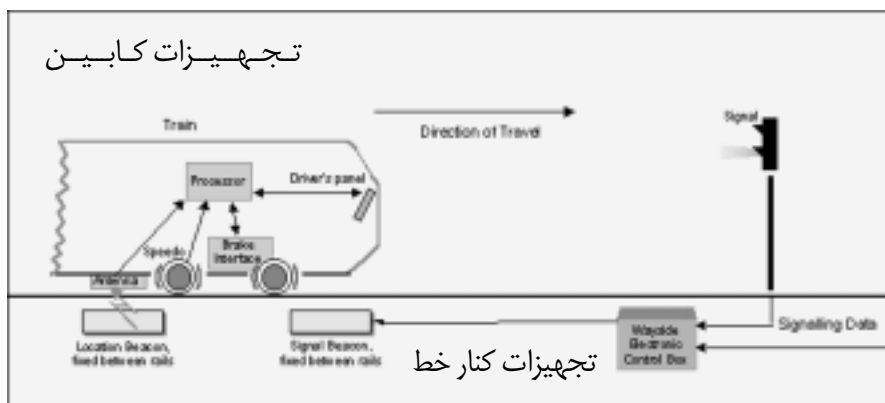 تجهیزات کابین
Train
Direction of Travel
Signal
Processor
Driver's panel
Speedo
Brake
Interface
Antenna
Location Beacon,
fixed between rails
Signal Beacon,
fixed between rails
تجهیزات کنار خط
Wayside
Electronic
Control Box
Signalling Data